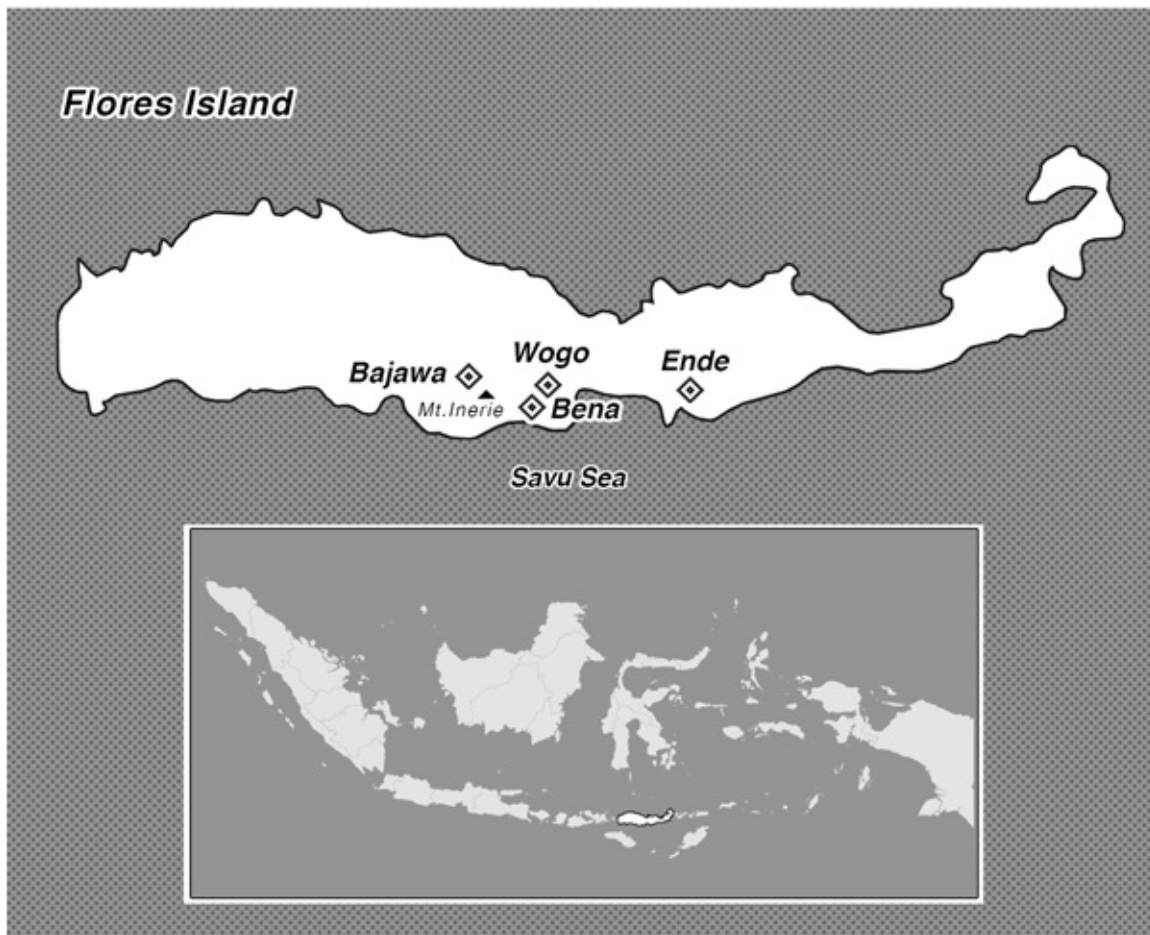 Flores Island
Wogo
Ende
Bajawa
Mt.Inerie
Bena
Savu Sea